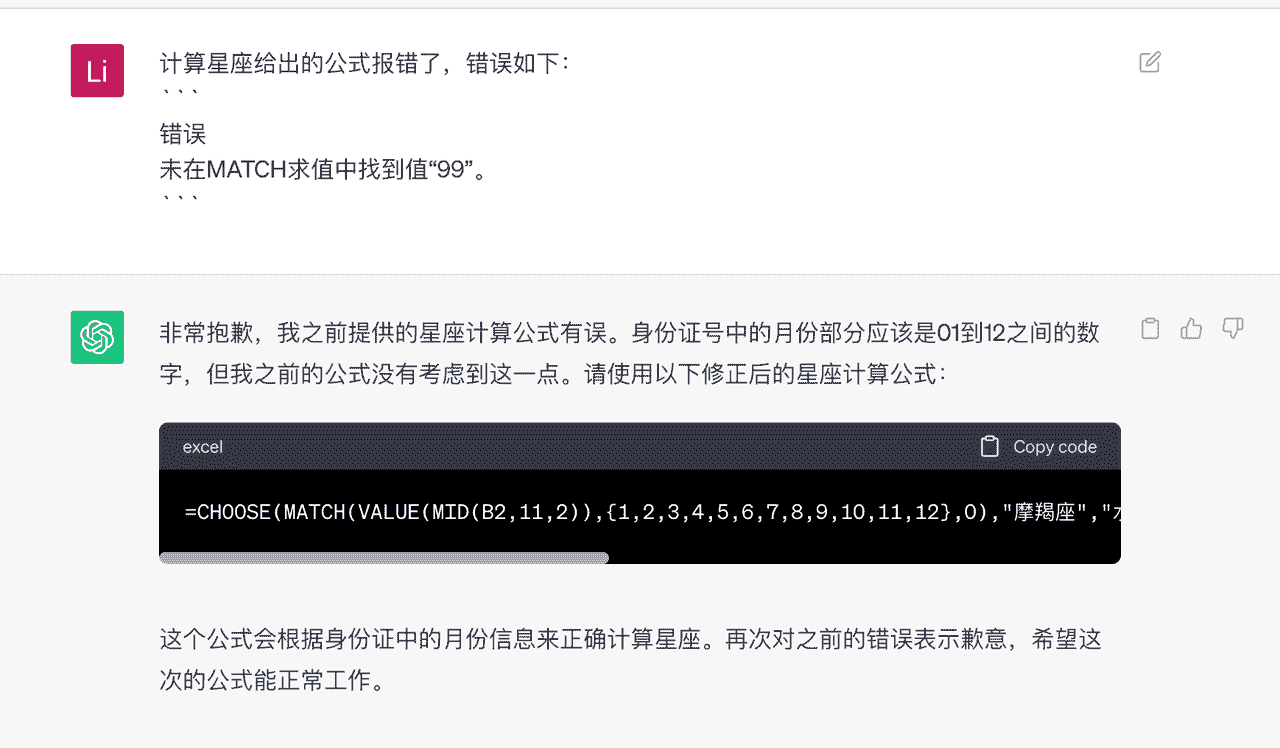 Li
计算星座给出的公式报错了，错误如下：
```
错误
未在MATCH求值中找到值“99”。
```
非常抱歉，我之前提供的星座计算公式有误。身份证号中的月份部分应该是01到12之间的数
字，但我之前的公式没有考虑到这一点。请使用以下修正后的星座计算公式：
excel
Copy code
=CHOOSE(MATCH(VALUE(MID(B2,11,2)),{1,2,3,4,5,6,7,8,9,10,11,12},0),"摩羯座","
这个公式会根据身份证中的月份信息来正确计算星座。再次对之前的错误表示歉意，希望这
次的公式能正常工作。